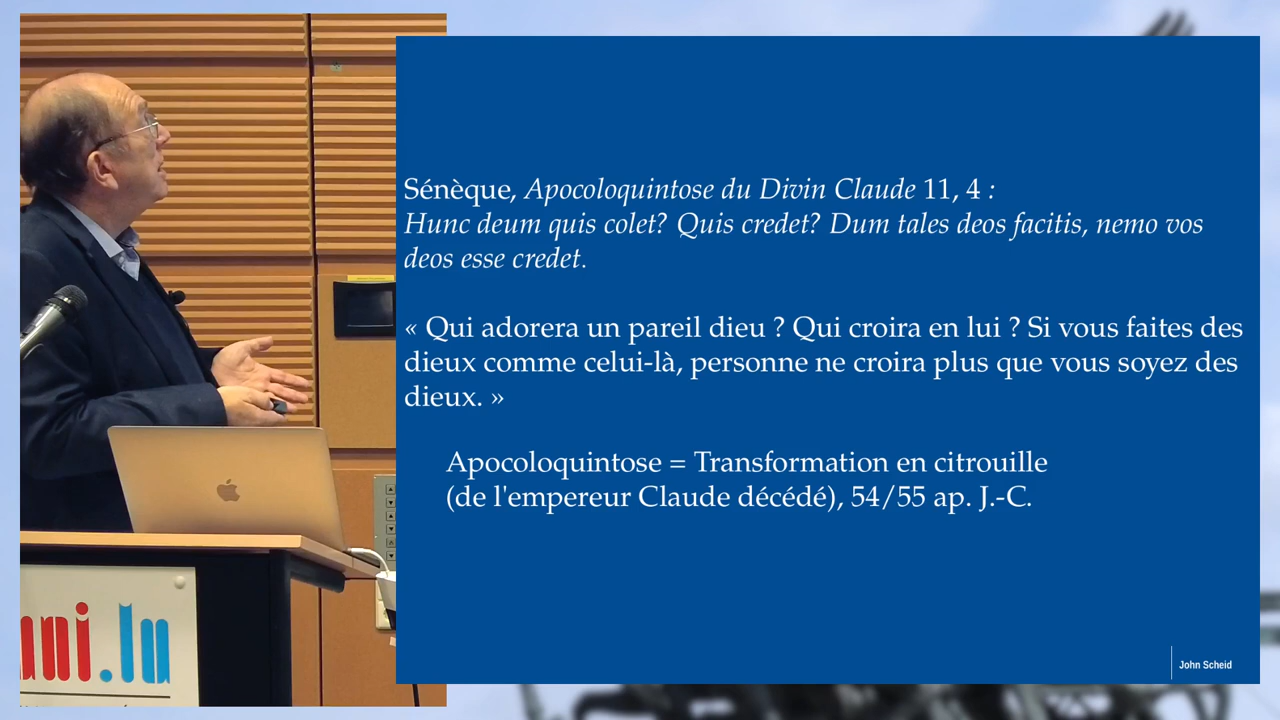 Sénèque, Apocoloquintose du Divin Claude 11, 4 :
Hunc deum quis colet? Quis credet? Dum tales deos facitis, nemo vos
deos esse credet.
« Qui adorera un pareil dieu ? Qui croira en lui ? Si vous faites des
dieux comme celui-là, personne ne croira plus que vous soyez des
dieux. »
Apocoloquintose = Transformation en citrouille
(de l'empereur Claude décédé), 54/55 ap. J.-C.
John Scheid
uni.lu